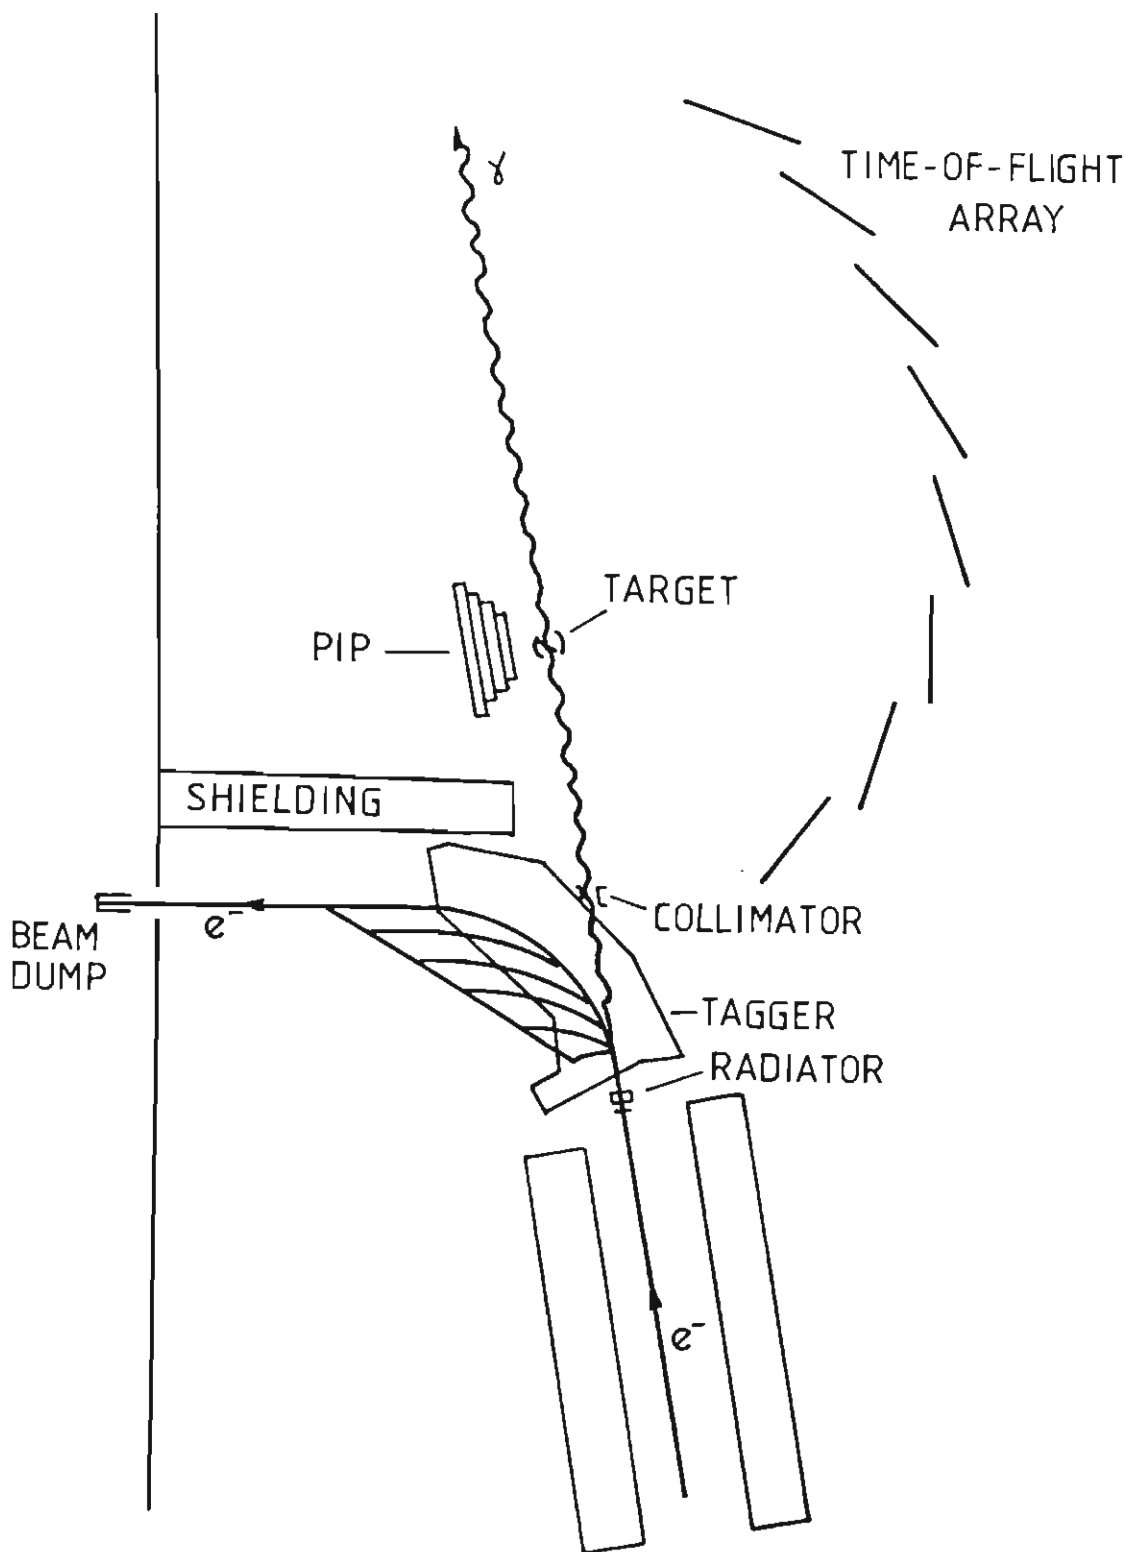 γ
TIME-OF-FLIGHT
ARRAY
TARGET
PIP
SHIELDING
e⁻
COLLIMATOR
BEAM
DUMP
TAGGER
RADIATOR
e⁻